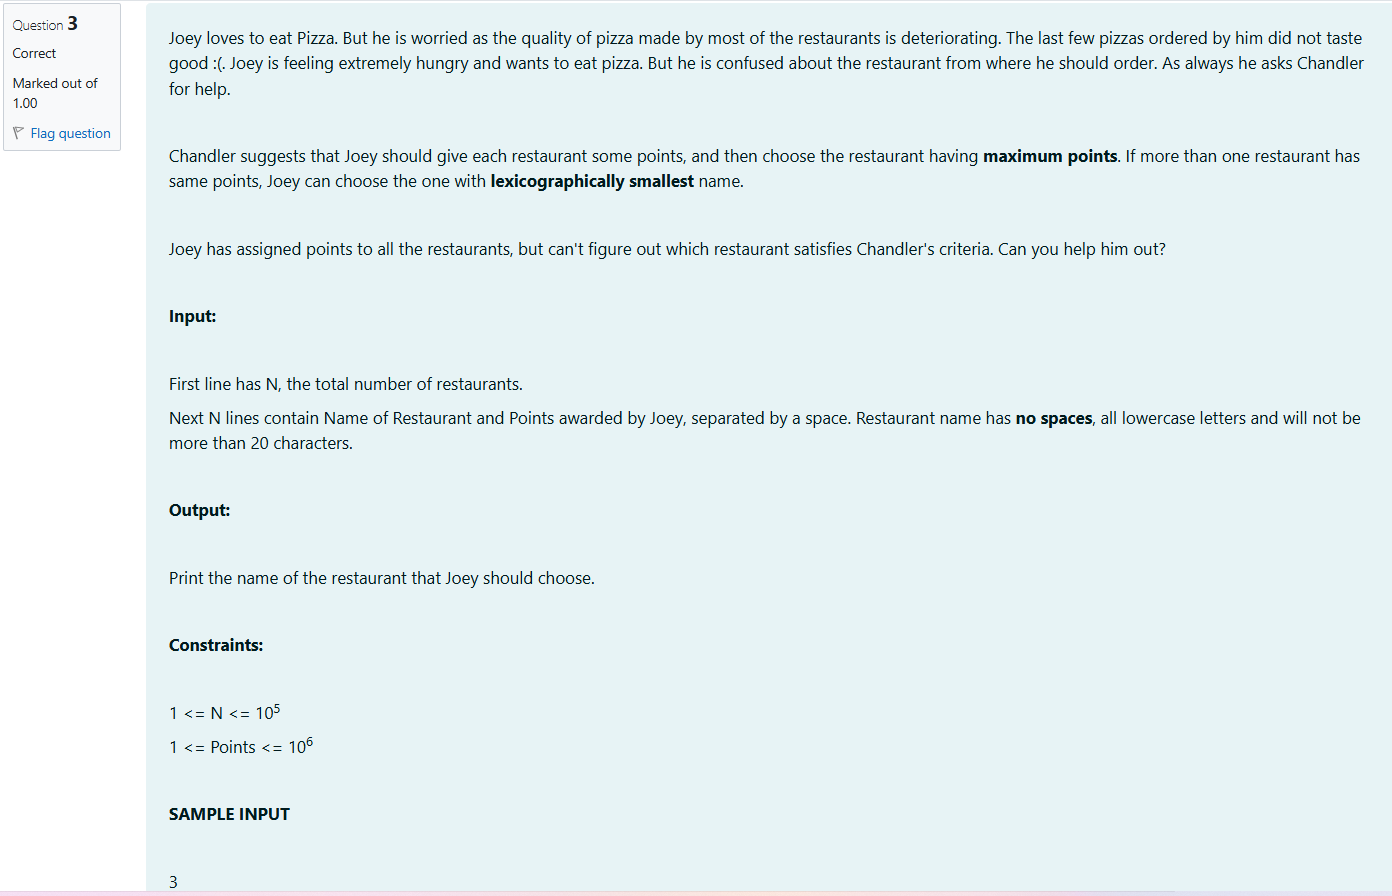 Question 3
Correct
Marked out of
1.00
Flag question
Joey loves to eat Pizza. But he is worried as the quality of pizza made by most of the restaurants is deteriorating. The last few pizzas ordered by him did not taste
good :(. Joey is feeling extremely hungry and wants to eat pizza. But he is confused about the restaurant from where he should order. As always he asks Chandler
for help.
Chandler suggests that Joey should give each restaurant some points, and then choose the restaurant having maximum points. If more than one restaurant has
same points, Joey can choose the one with lexicographically smallest name.
Joey has assigned points to all the restaurants, but can't figure out which restaurant satisfies Chandler's criteria. Can you help him out?
Input:
First line has N, the total number of restaurants.
Next N lines contain Name of Restaurant and Points awarded by Joey, separated by a space. Restaurant name has no spaces, all lowercase letters and will not be
more than 20 characters.
Output:
Print the name of the restaurant that Joey should choose.
Constraints:
1 <= N <= 10⁵
1 <= Points <= 10⁶
SAMPLE INPUT
3